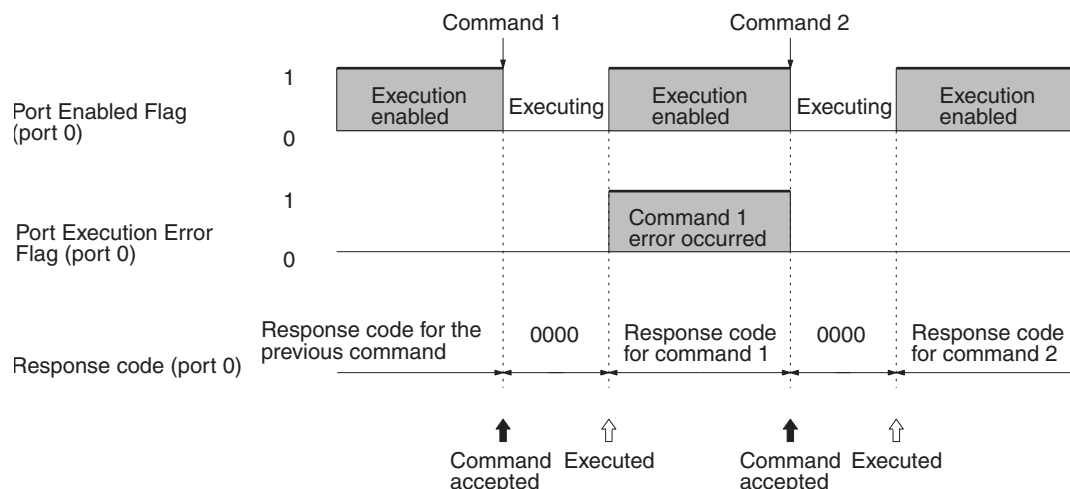 Command 1
Command 2
Port Enabled Flag
(port 0)
1
0
Execution
enabled
Executing
Execution
enabled
Executing
Execution
enabled
Port Execution Error
Flag (port 0)
1
0
Command 1
error occurred
Response code (port 0)
Response code for the
previous command
0000
Response code
for command 1
0000
Response code
for command 2
Command
accepted
Executed
Command
accepted
Executed